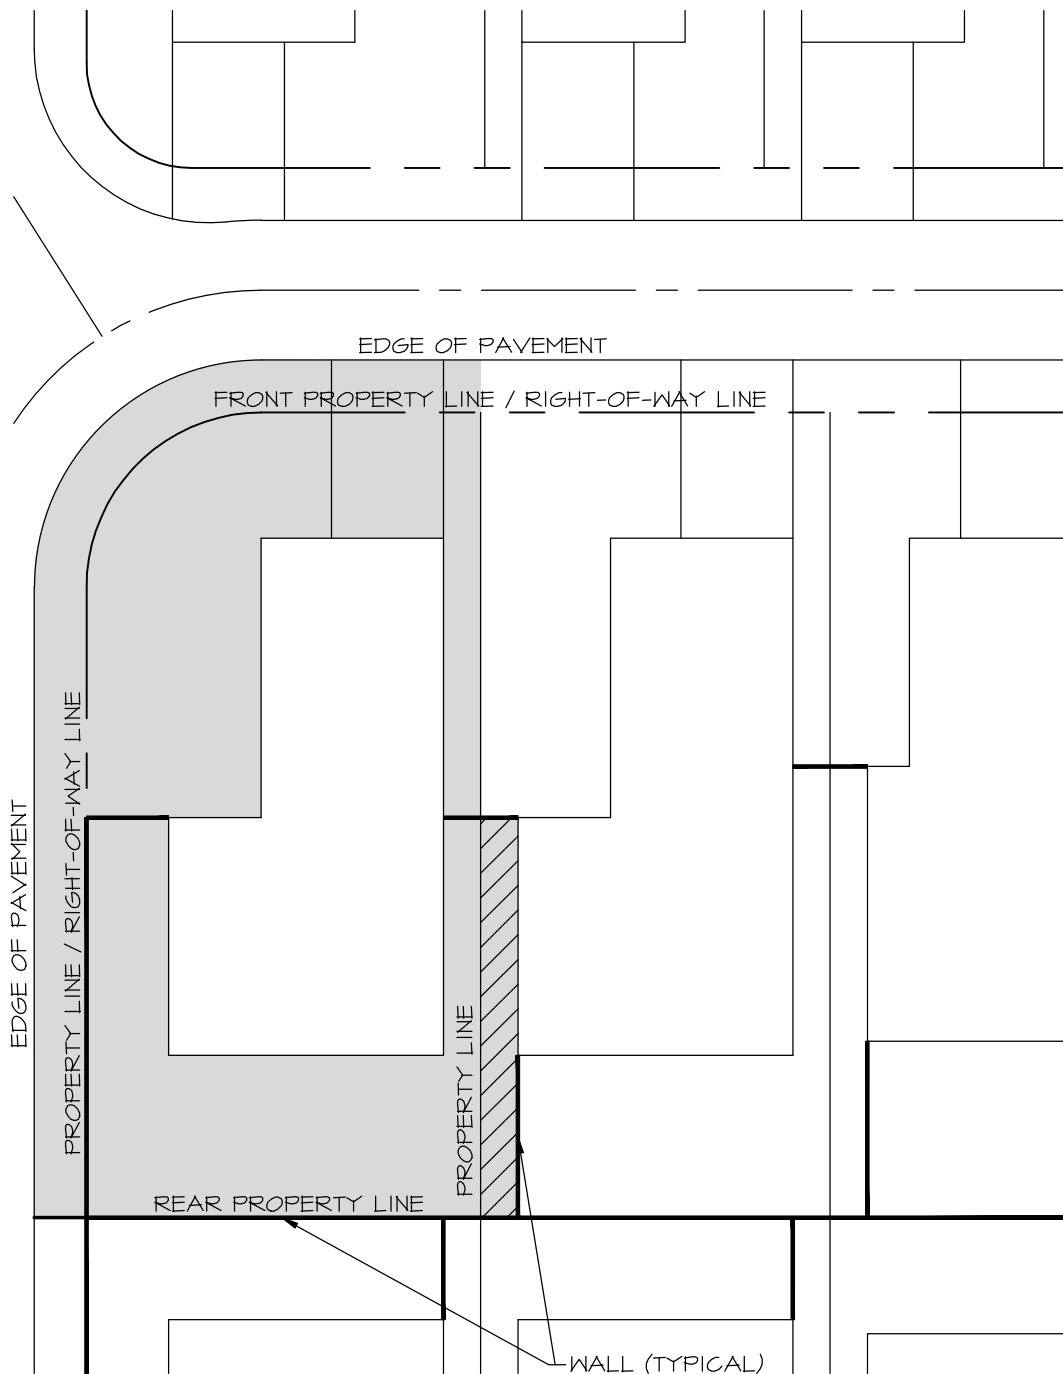 EDGE OF PAVEMENT
FRONT PROPERTY LINE / RIGHT-OF-WAY LINE
PROPERTY LINE / RIGHT-OF-WAY LINE
EDGE OF PAVEMENT
PROPERTY LINE
REAR PROPERTY LINE
WALL (TYPICAL)